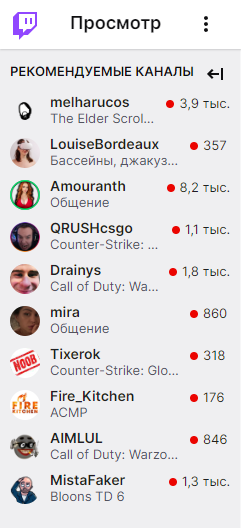 Просмотр
РЕКОМЕНДУЕМЫЕ КАНАЛЫ
melharucos 3,9 тыс.
The Elder Scrol...
LouiseBordeaux 357
Бассейны, джакуз...
Amouranth 8,2 тыс.
Общение
QRUSHcsgo 1,1 тыс.
Counter-Strike: ...
Drainys 1,8 тыс.
Call of Duty: Wa...
mira 860
Общение
Tixerok 318
Counter-Strike: Glo...
NOOB
Fire_Kitchen 176
АСМР
FIRE
KITCHEN
AIMLUL 846
Call of Duty: Warzo...
MistaFaker 1,3 тыс.
Bloons TD 6